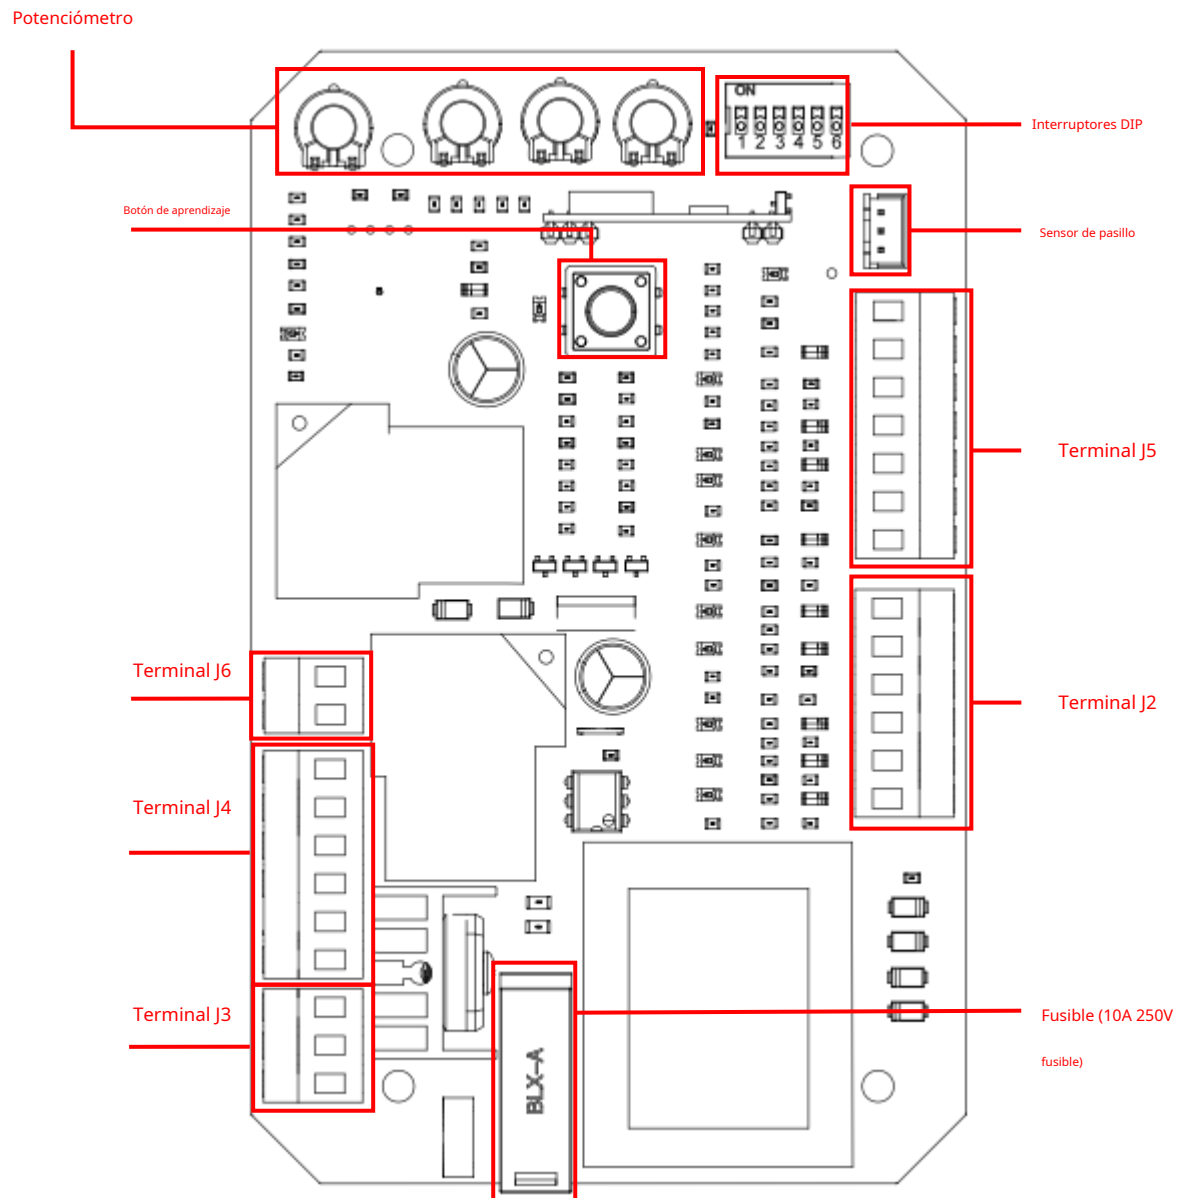 Potenciómetro
ON
1 2 3 4 5 6
Interruptores DIP
Botón de aprendizaje
Sensor de pasillo
Terminal J5
Terminal J6
Terminal J2
Terminal J4
Terminal J3
Fusible (10A 250V
fusible)
BLX-A